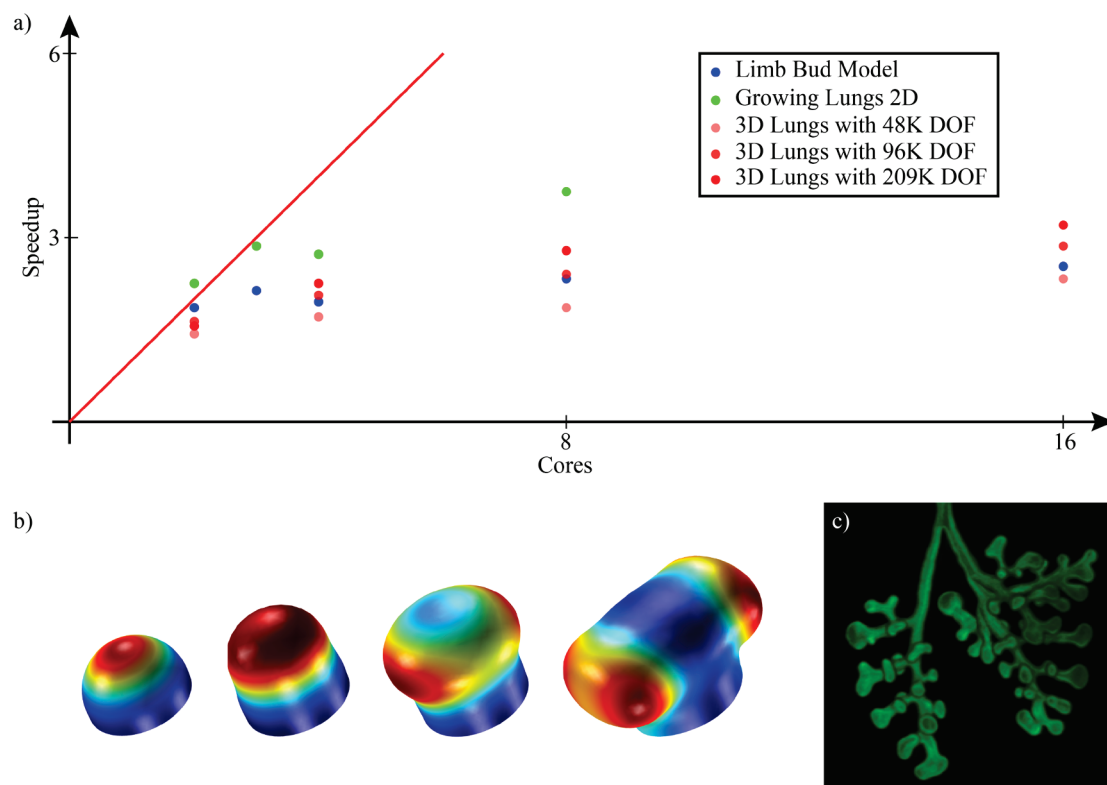 a)
6
Limb Bud Model
Growing Lungs 2D
3D Lungs with 48K DOF
3D Lungs with 96K DOF
3D Lungs with 209K DOF
3
Speedup
8
16
Cores
b)
c)